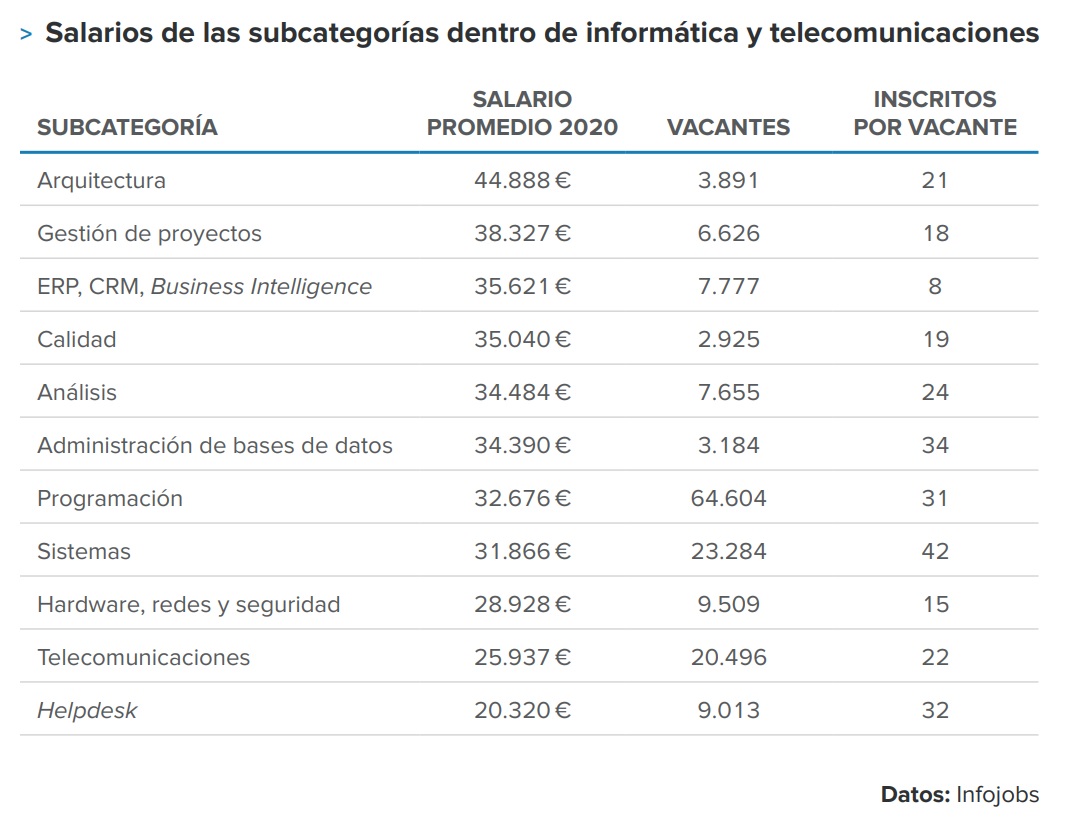 > Salarios de las subcategorías dentro de informática y telecomunicaciones
SUBCATEGORÍA SALARIO PROMEDIO 2020 VACANTES INSCRITOS POR VACANTE
Arquitectura 44.888 € 3.891 21
Gestión de proyectos 38.327 € 6.626 18
ERP, CRM, Business Intelligence 35.621 € 7.777 8
Calidad 35.040 € 2.925 19
Análisis 34.484 € 7.655 24
Administración de bases de datos 34.390 € 3.184 34
Programación 32.676 € 64.604 31
Sistemas 31.866 € 23.284 42
Hardware, redes y seguridad 28.928 € 9.509 15
Telecomunicaciones 25.937 € 20.496 22
Helpdesk 20.320 € 9.013 32
Datos: Infojobs